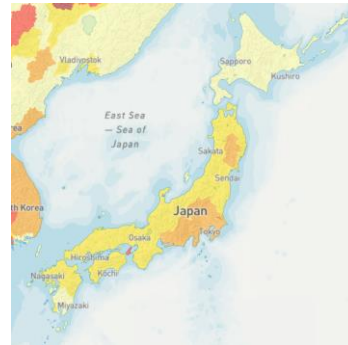 Vladivostok
Sapporo
Kushiro
East Sea
— Sea of
Japan
Sakata
Sendai
th Korea
Japan
Tokyo
Osaka
Hiroshima
Nagasaki
Kochi
Miyazaki